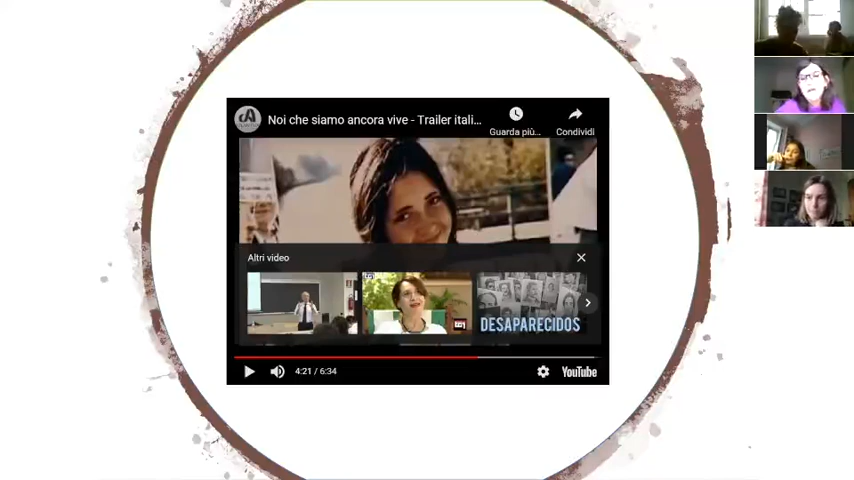 Noi che siamo ancora vive - Trailer itali...
Guarda più...
Condividi
Altri video
DESAPARECIDOS
4:21 / 6:34
YouTube